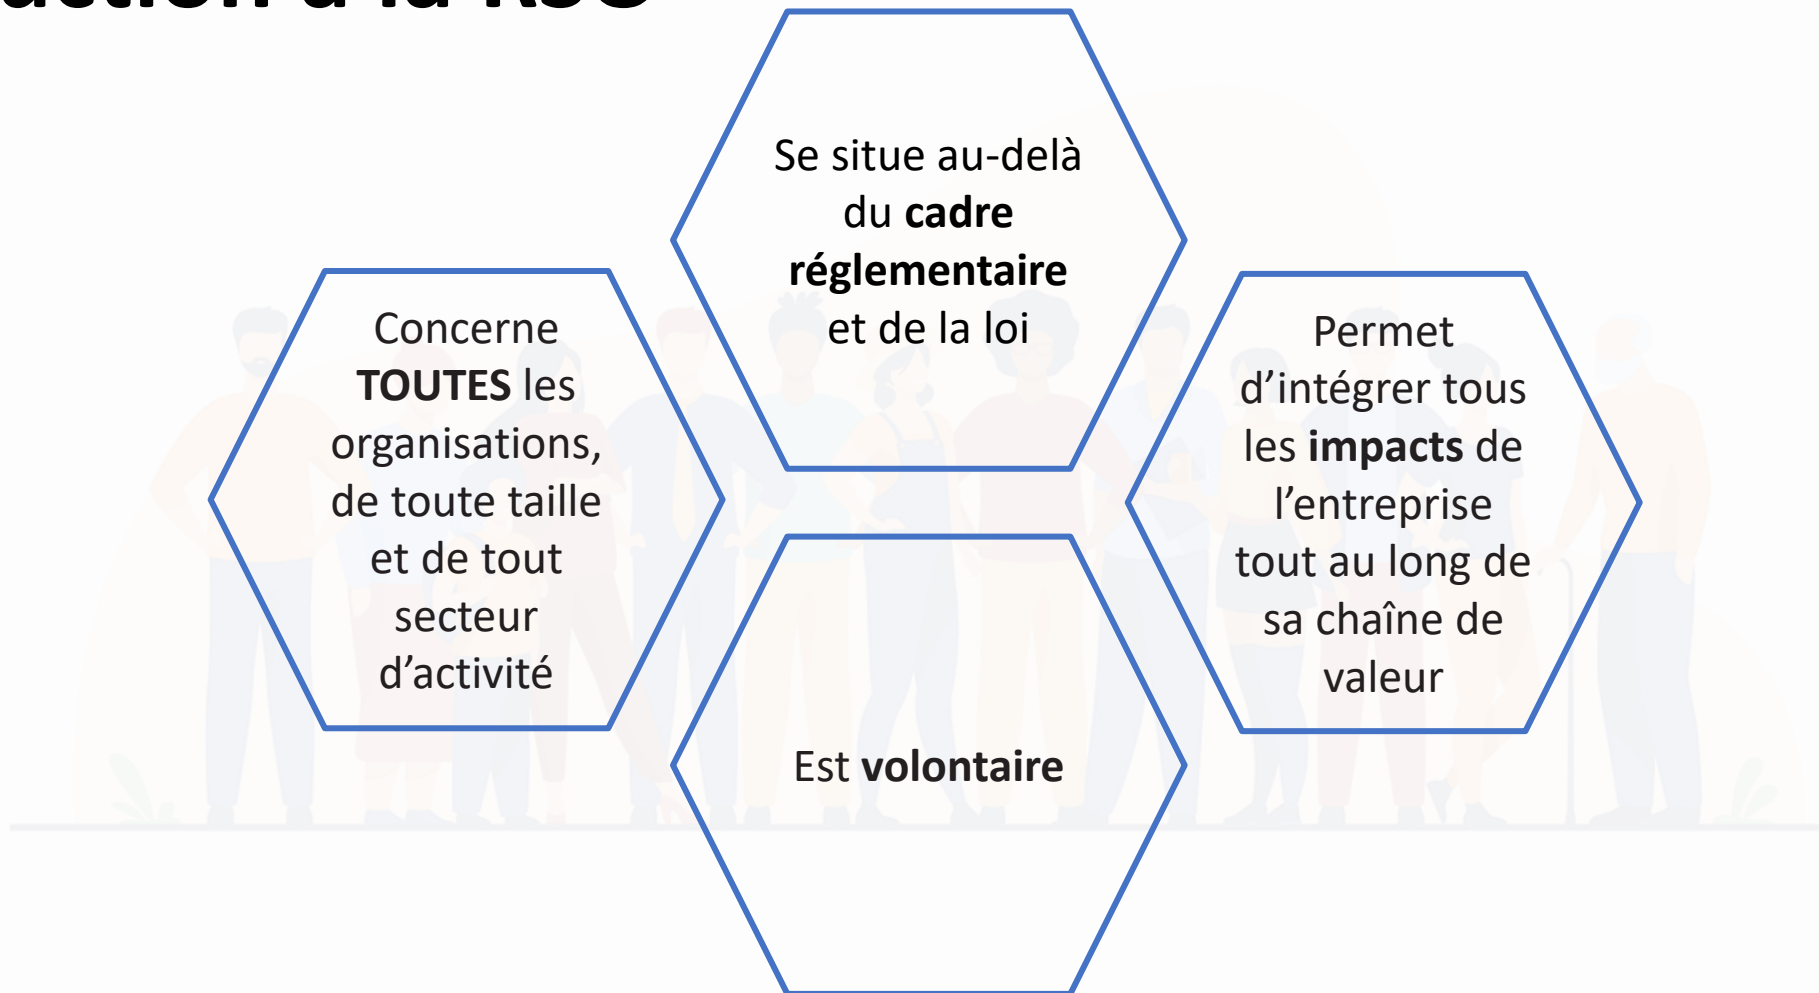 à la RSO
Se situe au-delà
du cadre
réglementaire
et de la loi
Concerne
TOUTES les
organisations,
de toute taille
et de tout
secteur
d’activité
Permet
d’intégrer tous
les impacts de
l’entreprise
tout au long de
sa chaîne de
valeur
Est volontaire